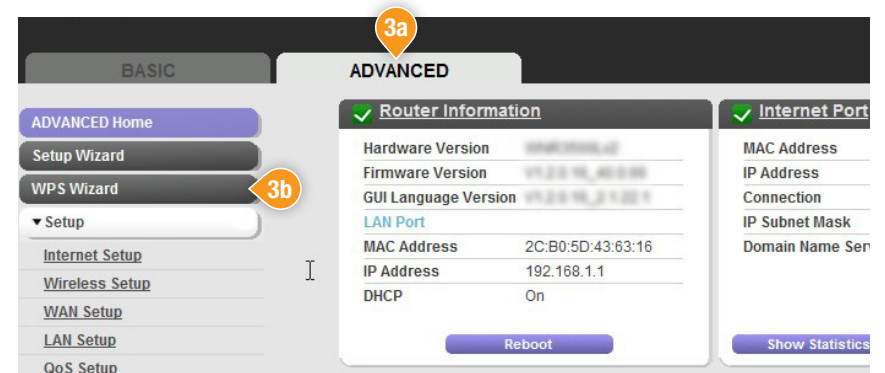 3a
BASIC
ADVANCED
ADVANCED Home
Setup Wizard
WPS Wizard
3b
▼ Setup
Internet Setup
Wireless Setup
WAN Setup
LAN Setup
QoS Setup
Router Information
Hardware Version
Firmware Version
GUI Language Version
LAN Port
MAC Address 2C:B0:5D:43:63:16
IP Address 192.168.1.1
DHCP On
Reboot
Internet Port
MAC Address
IP Address
Connection
IP Subnet Mask
Domain Name Serv
Show Statistics